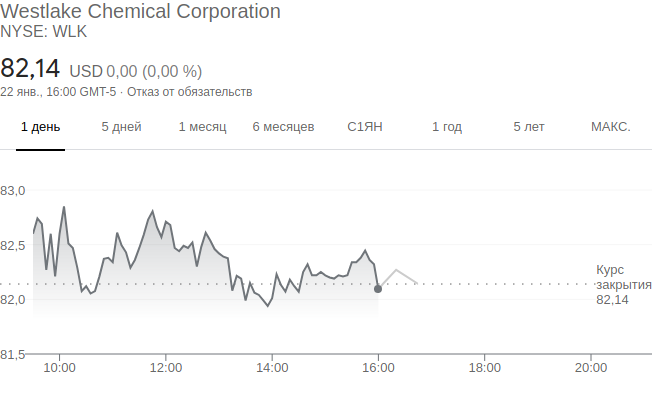 Westlake Chemical Corporation
NYSE: WLK
82,14 USD 0,00 (0,00 %)
22 янв., 16:00 GMT-5 · Отказ от обязательств
1 день 5 дней 1 месяц 6 месяцев С1ЯН 1 год 5 лет МАКС.
83,0
82,5
Курс
закрытия
82,14
82,0
81,5
10:00 12:00 14:00 16:00 18:00 20:00